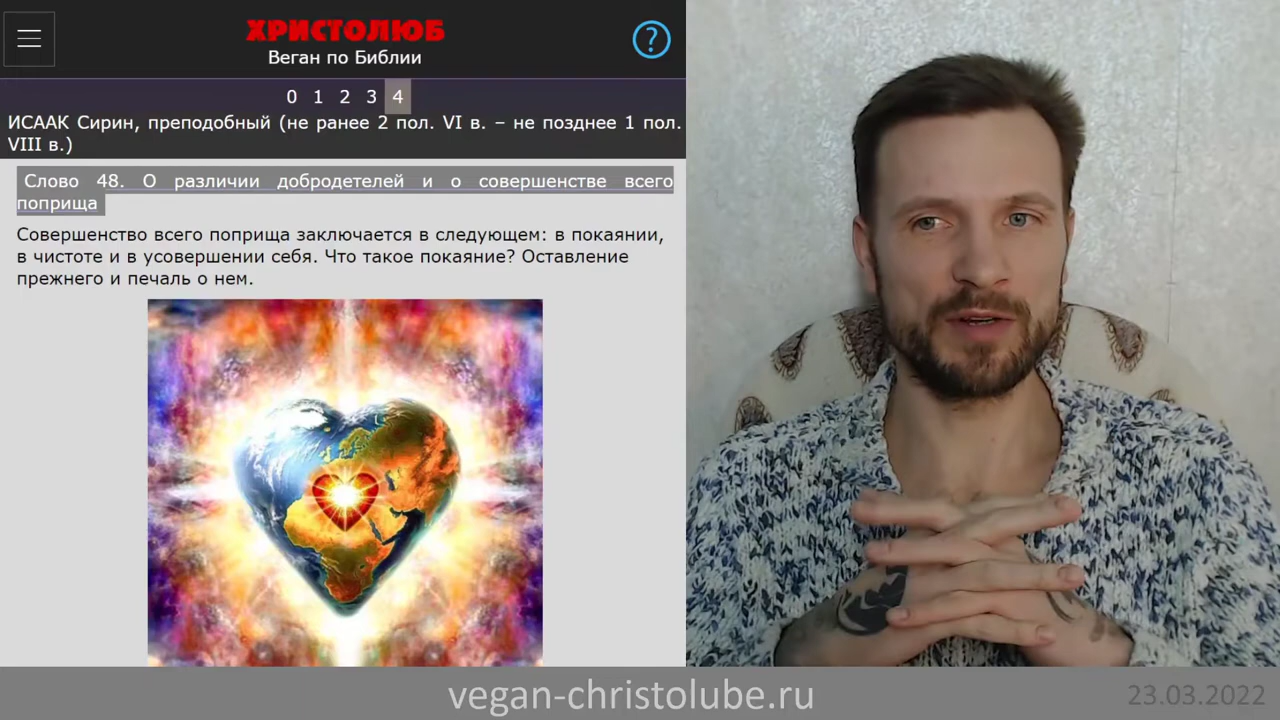 ХРИСТОЛЮБ
Веган по Библии
?
0 1 2 3 4
ИСААК Сирин, преподобный (не ранее 2 пол. VI в. – не позднее 1 пол.
VIII в.)
Слово 48. О различии добродетелей и о совершенстве всего
поприща
Совершенство всего поприща заключается в следующем: в покаянии,
в чистоте и в усовершении себя. Что такое покаяние? Оставление
прежнего и печаль о нем.
vegan-christolube.ru
23.03.2022